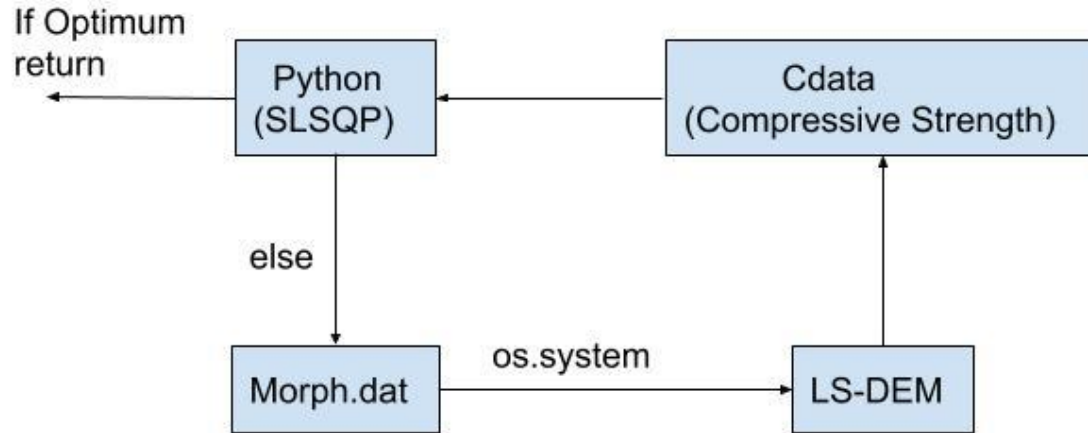 If Optimum
return
Python
(SLSQP)
Cdata
(Compressive Strength)
else
os.system
Morph.dat
LS-DEM